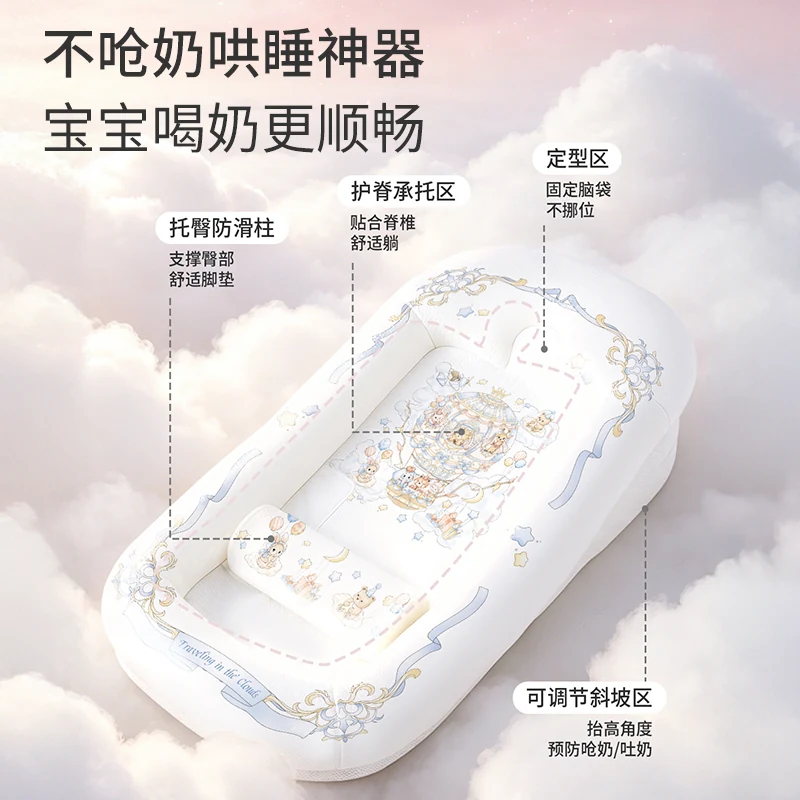 不呛奶哄睡神器
宝宝喝奶更顺畅
定型区
固定脑袋
不挪位
护脊承托区
贴合脊椎
舒适躺
托臀防滑柱
支撑臀部
舒适脚垫
Traveling in the Clouds
可调节斜坡区
抬高角度
预防呛奶/吐奶